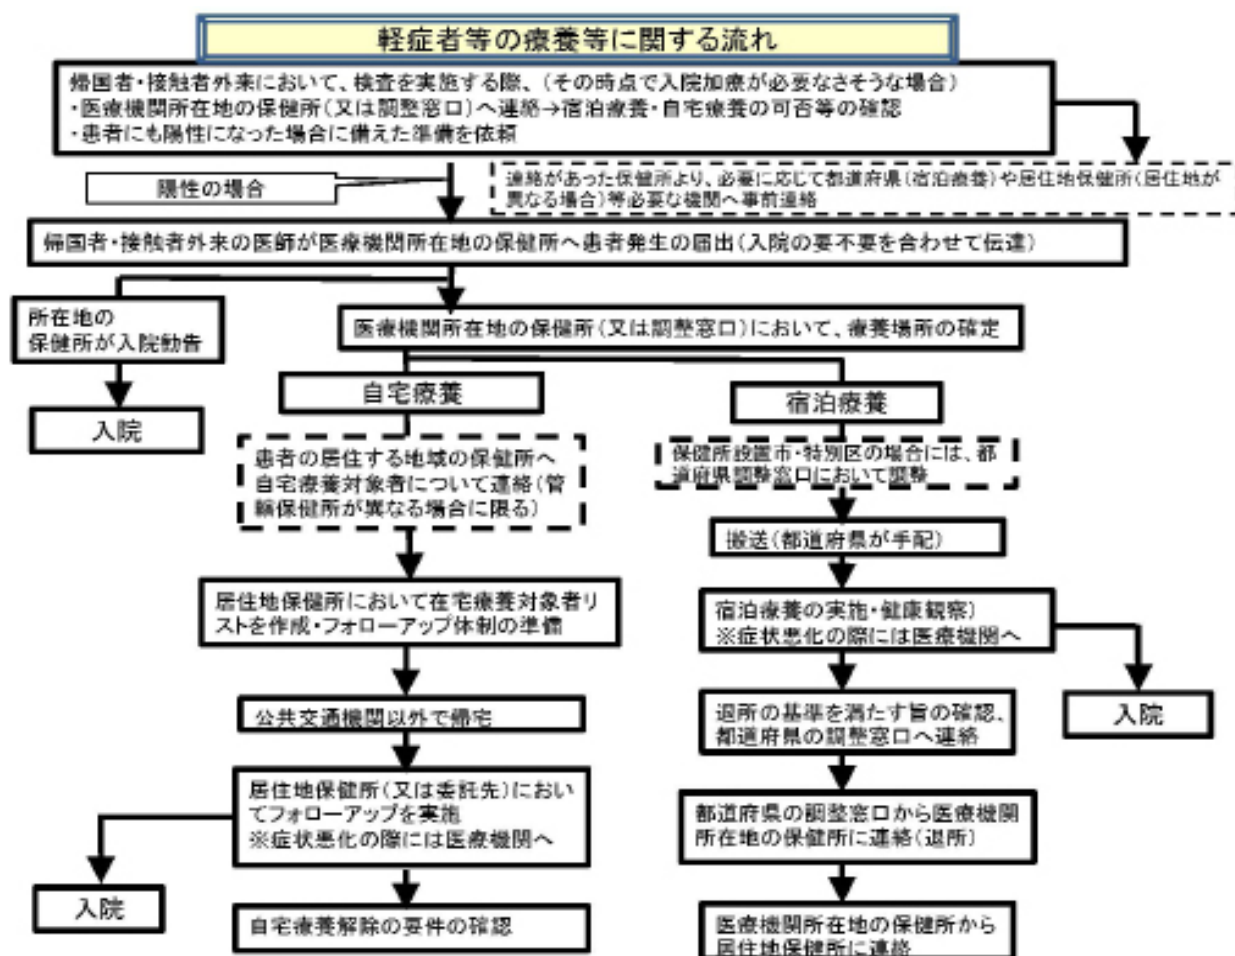 軽症者等の療養等に関する流れ
帰国者・接触者外来において、検査を実施する際、(その時点で入院加療が必要なさそうな場合)
・医療機関所在地の保健所(又は調整窓口)へ連絡→宿泊療養・自宅療養の可否等の確認
・患者にも陽性になった場合に備えた準備を依頼
陽性の場合
連絡があった保健所より、必要に応じて都道府県(宿泊療養)や居住地保健所(居住地が
異なる場合)等必要な機関へ事前連絡
帰国者・接触者外来の医師が医療機関所在地の保健所へ患者発生の届出(入院の要不要を合わせて伝達)
所在地の
保健所が入院勧告
入院
医療機関所在地の保健所(又は調整窓口)において、療養場所の確定
自宅療養
患者の居住する地域の保健所へ
自宅療養対象者について連絡(管
轄保健所が異なる場合に限る)
居住地保健所において在宅療養対象者リ
ストを作成・フォローアップ体制の準備
公共交通機関以外で帰宅
居住地保健所(又は委託先)におい
てフォローアップを実施
※症状悪化の際には医療機関へ
入院
自宅療養解除の要件の確認
宿泊療養
保健所設置市・特別区の場合には、都
道府県調整窓口において調整
搬送(都道府県が手配)
宿泊療養の実施・健康観察)
※症状悪化の際には医療機関へ
入院
退所の基準を満たす旨の確認、
都道府県の調整窓口へ連絡
都道府県の調整窓口から医療機関
所在地の保健所に連絡(退所)
医療機関所在地の保健所から
居住地保健所に連絡